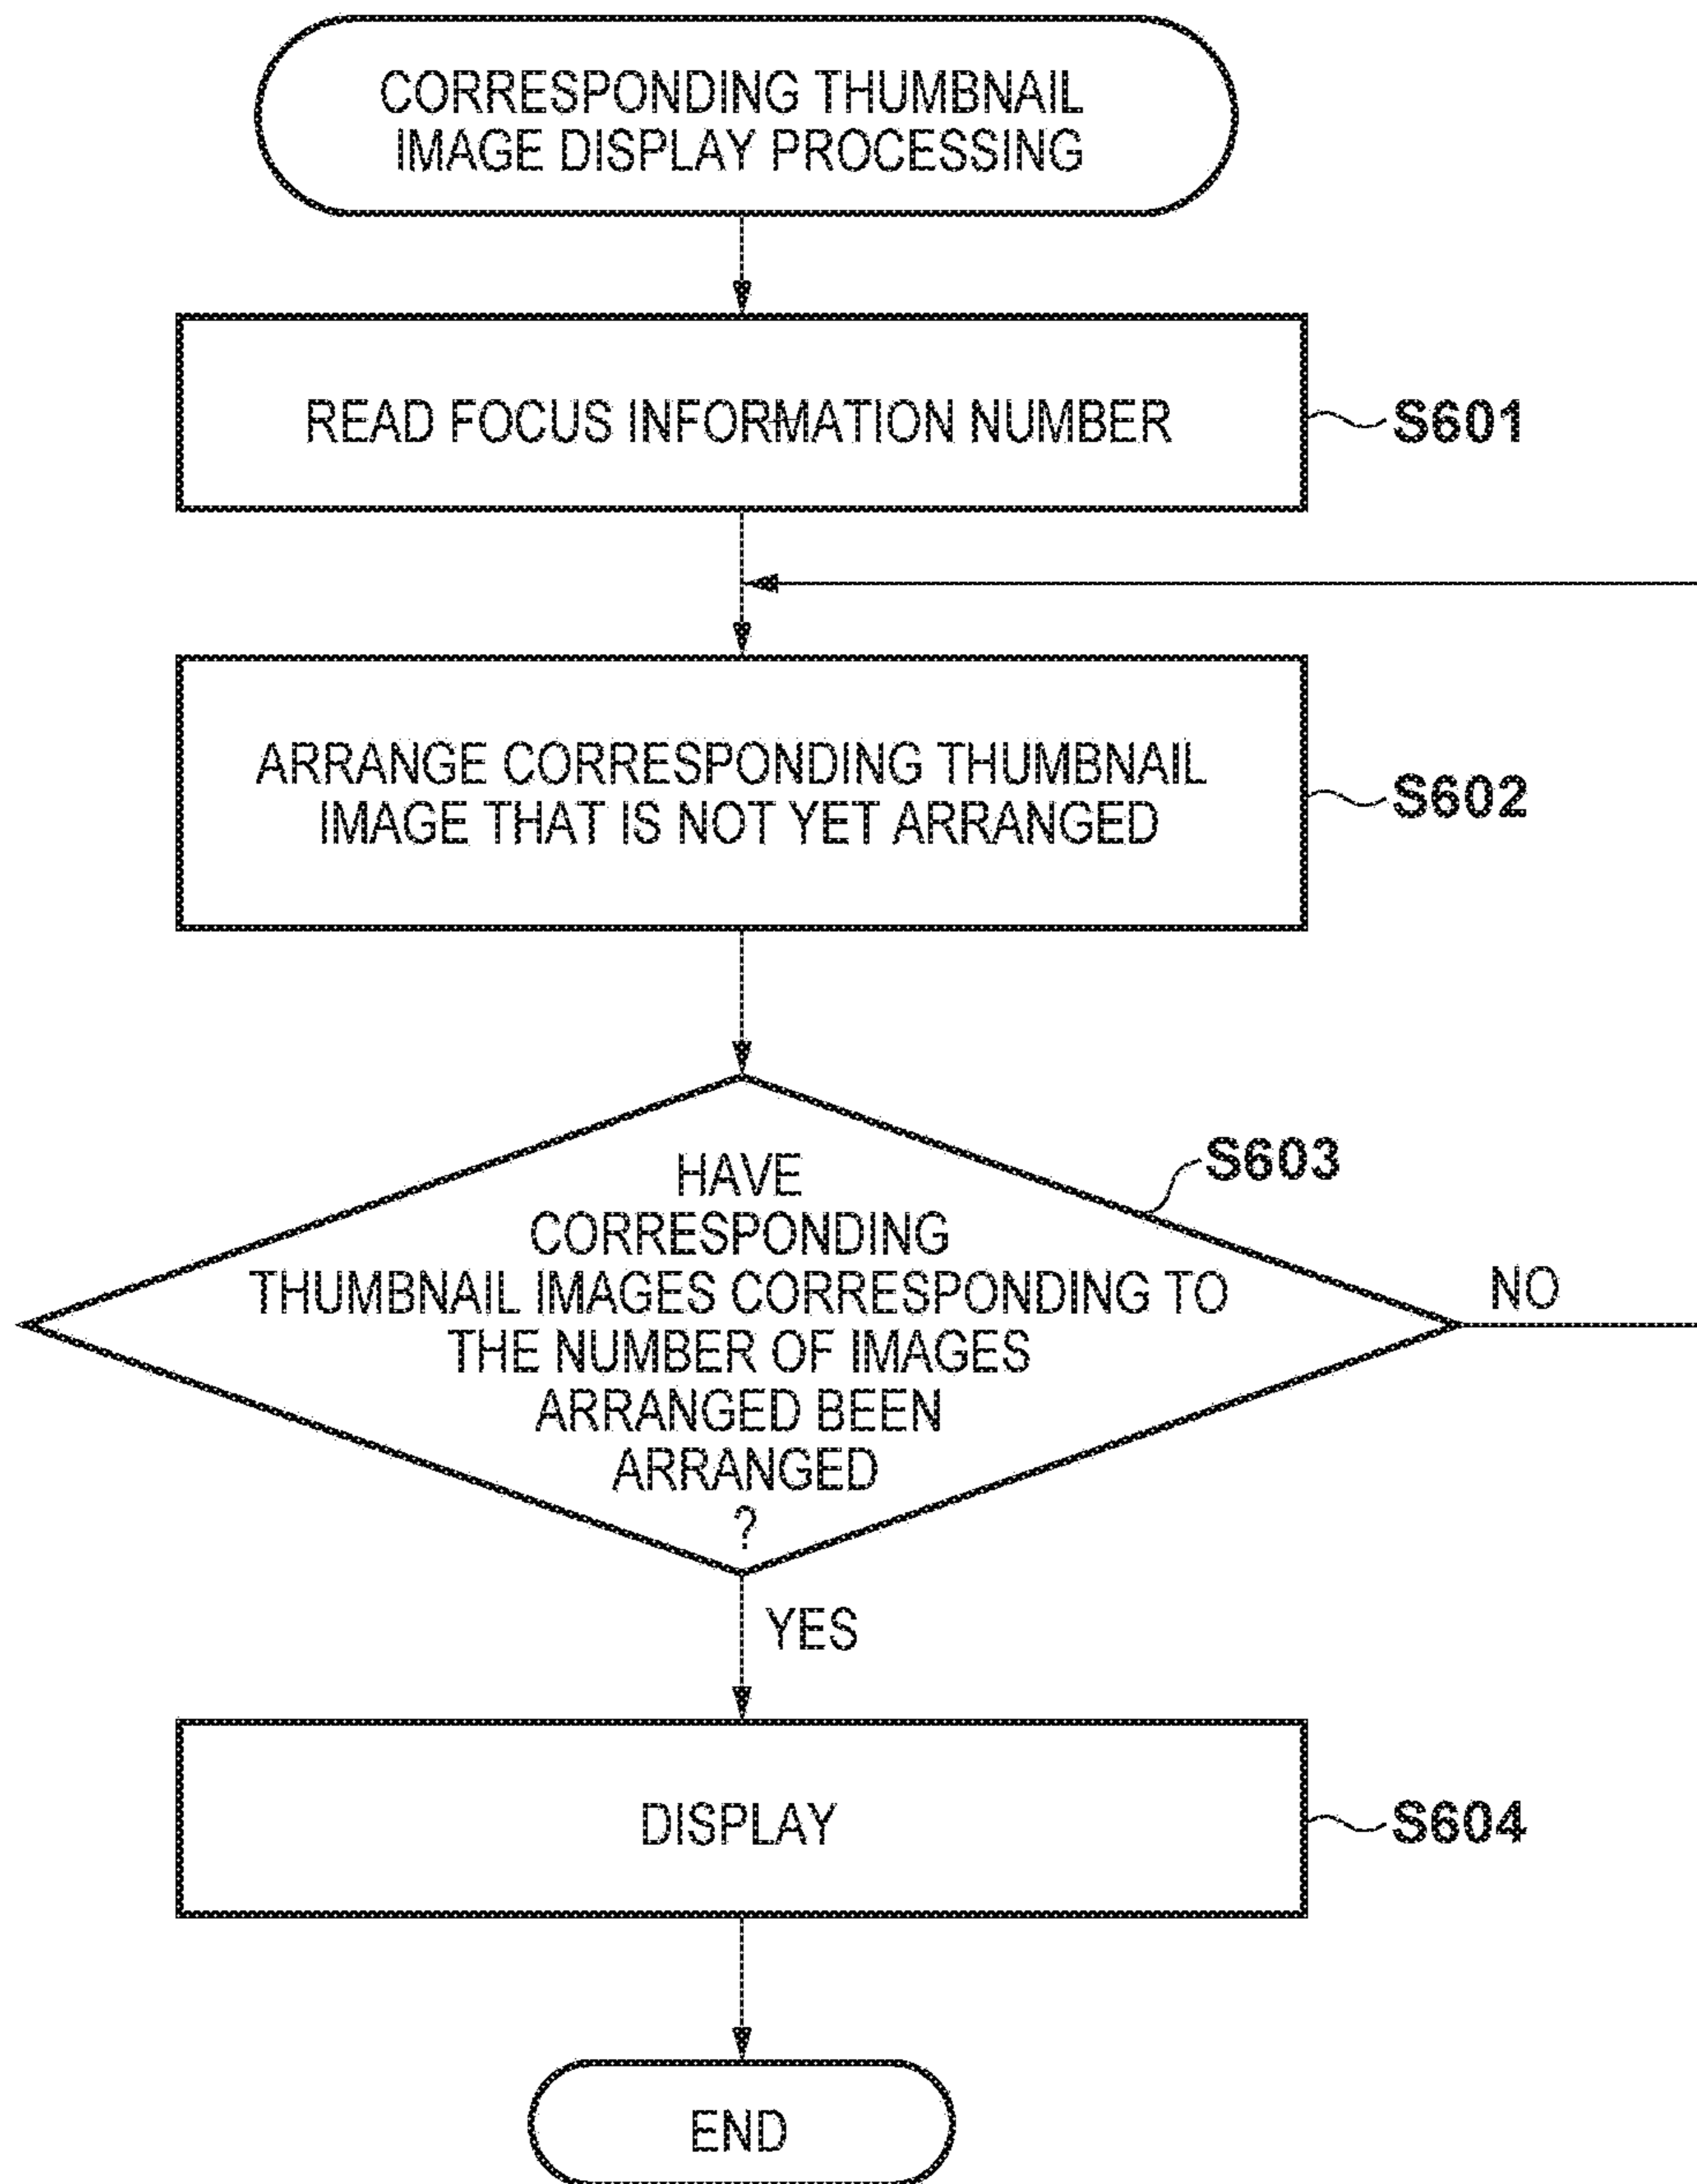 CORRESPONDING THUMBNAIL
IMAGE DISPLAY PROCESSING
READ FOCUS INFORMATION NUMBER
S601
ARRANGE CORRESPONDING THUMBNAIL
IMAGE THAT IS NOT YET ARRANGED
S602
S603
HAVE
CORRESPONDING
THUMBNAIL IMAGES CORRESPONDING TO
THE NUMBER OF IMAGES
ARRANGED BEEN
ARRANGED
?
NO
YES
DISPLAY
S604
END